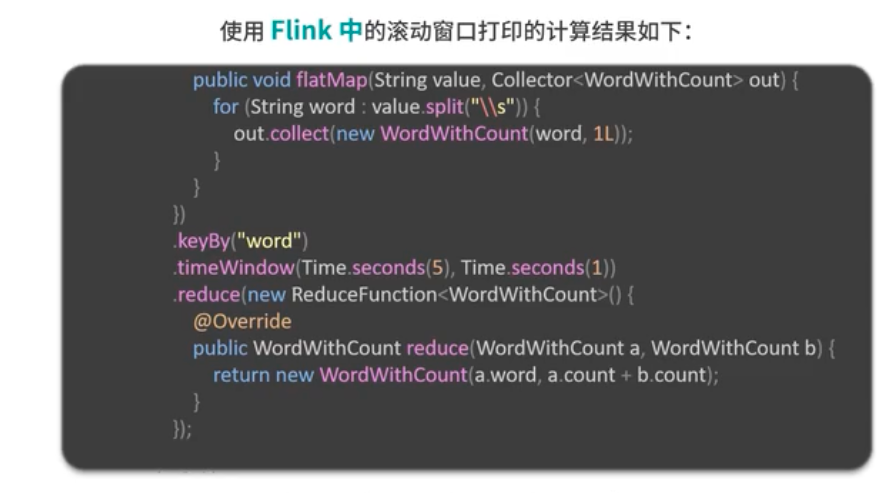 使用 Flink 中的滚动窗口打印的计算结果如下：
public void flatMap(String value, Collector<WordWithCount> out) {
for (String word : value.split("\\s")) {
out.collect(new WordWithCount(word, 1L));
}
}
})
.keyBy("word")
.timeWindow(Time.seconds(5), Time.seconds(1))
.reduce(new ReduceFunction<WordWithCount>() {
@Override
public WordWithCount reduce(WordWithCount a, WordWithCount b) {
return new WordWithCount(a.word, a.count + b.count);
}
});